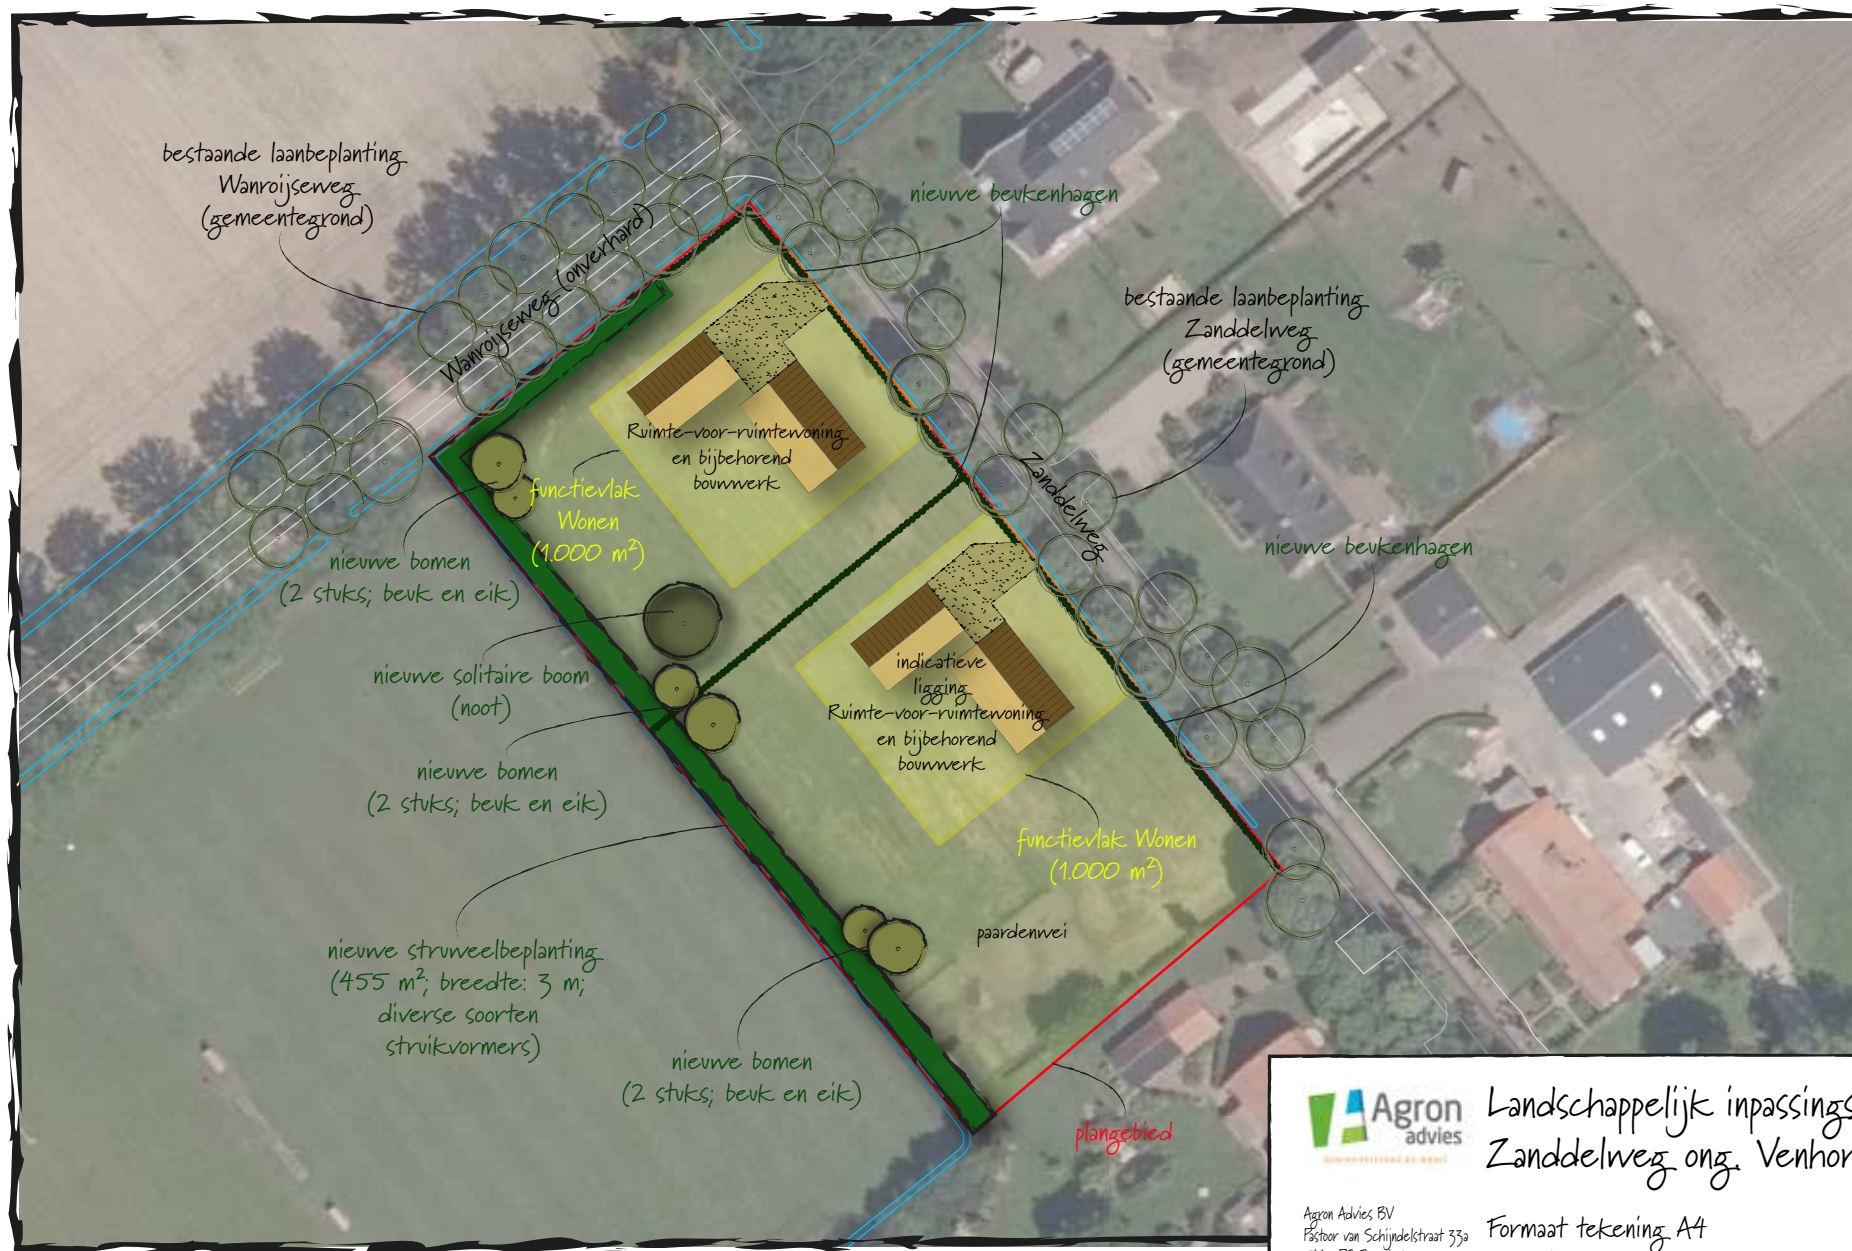 bestaande laanbeplanting
Wanroijseweg
(gemeentegrond)
Wanroijseweg (onverhard)
nieuwe beukenhagen
bestaande laanbeplanting
Zanddelweg
(gemeentegrond)
Zanddelweg
Ruimte-voor-ruimtewoning
en bijbehorend
bouwwerk
functievlak
Wonen
(1.000 m²)
nieuwe beukenhagen
nieuwe bomen
(2 stuks; beuk en eik)
nieuwe solitaire boom
(noot)
indicatieve
ligging
Ruimte-voor-ruimtewoning
en bijbehorend
bouwwerk
nieuwe bomen
(2 stuks; beuk en eik)
functievlak Wonen
(1.000 m²)
paardenwei
nieuwe struweelbeplanting
(455 m²; breedte: 3 m;
diverse soorten
struikvormers)
nieuwe bomen
(2 stuks; beuk en eik)
plangebied
Agron
advies
Landschappelijk inpassings
Zanddelweg ong. Venhor
Agron Advies BV
Pastoor van Schijndelstraat 33a
Formaat tekening A4